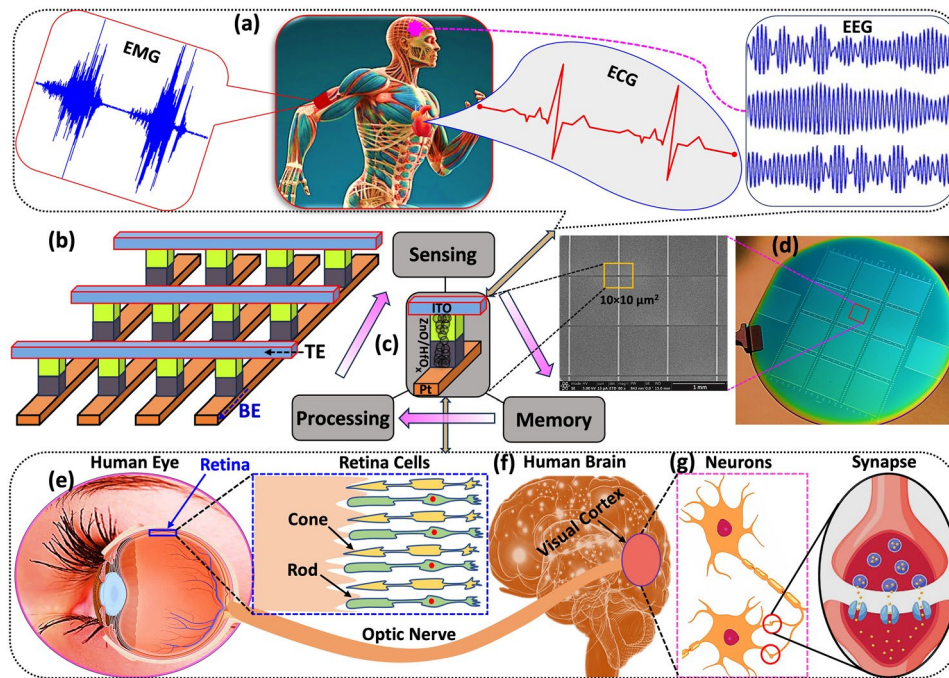 (a)
EMG
ECG
EEG
(b)
TE
BE
Sensing
(c)
ITO
ZnO/HfOx
Pt
Processing
Memory
10×10 µm²
1 mm
(d)
(e)
Human Eye
Retina
Retina Cells
Cone
Rod
Optic Nerve
(f)
Human Brain
Visual Cortex
(g)
Neurons
Synapse